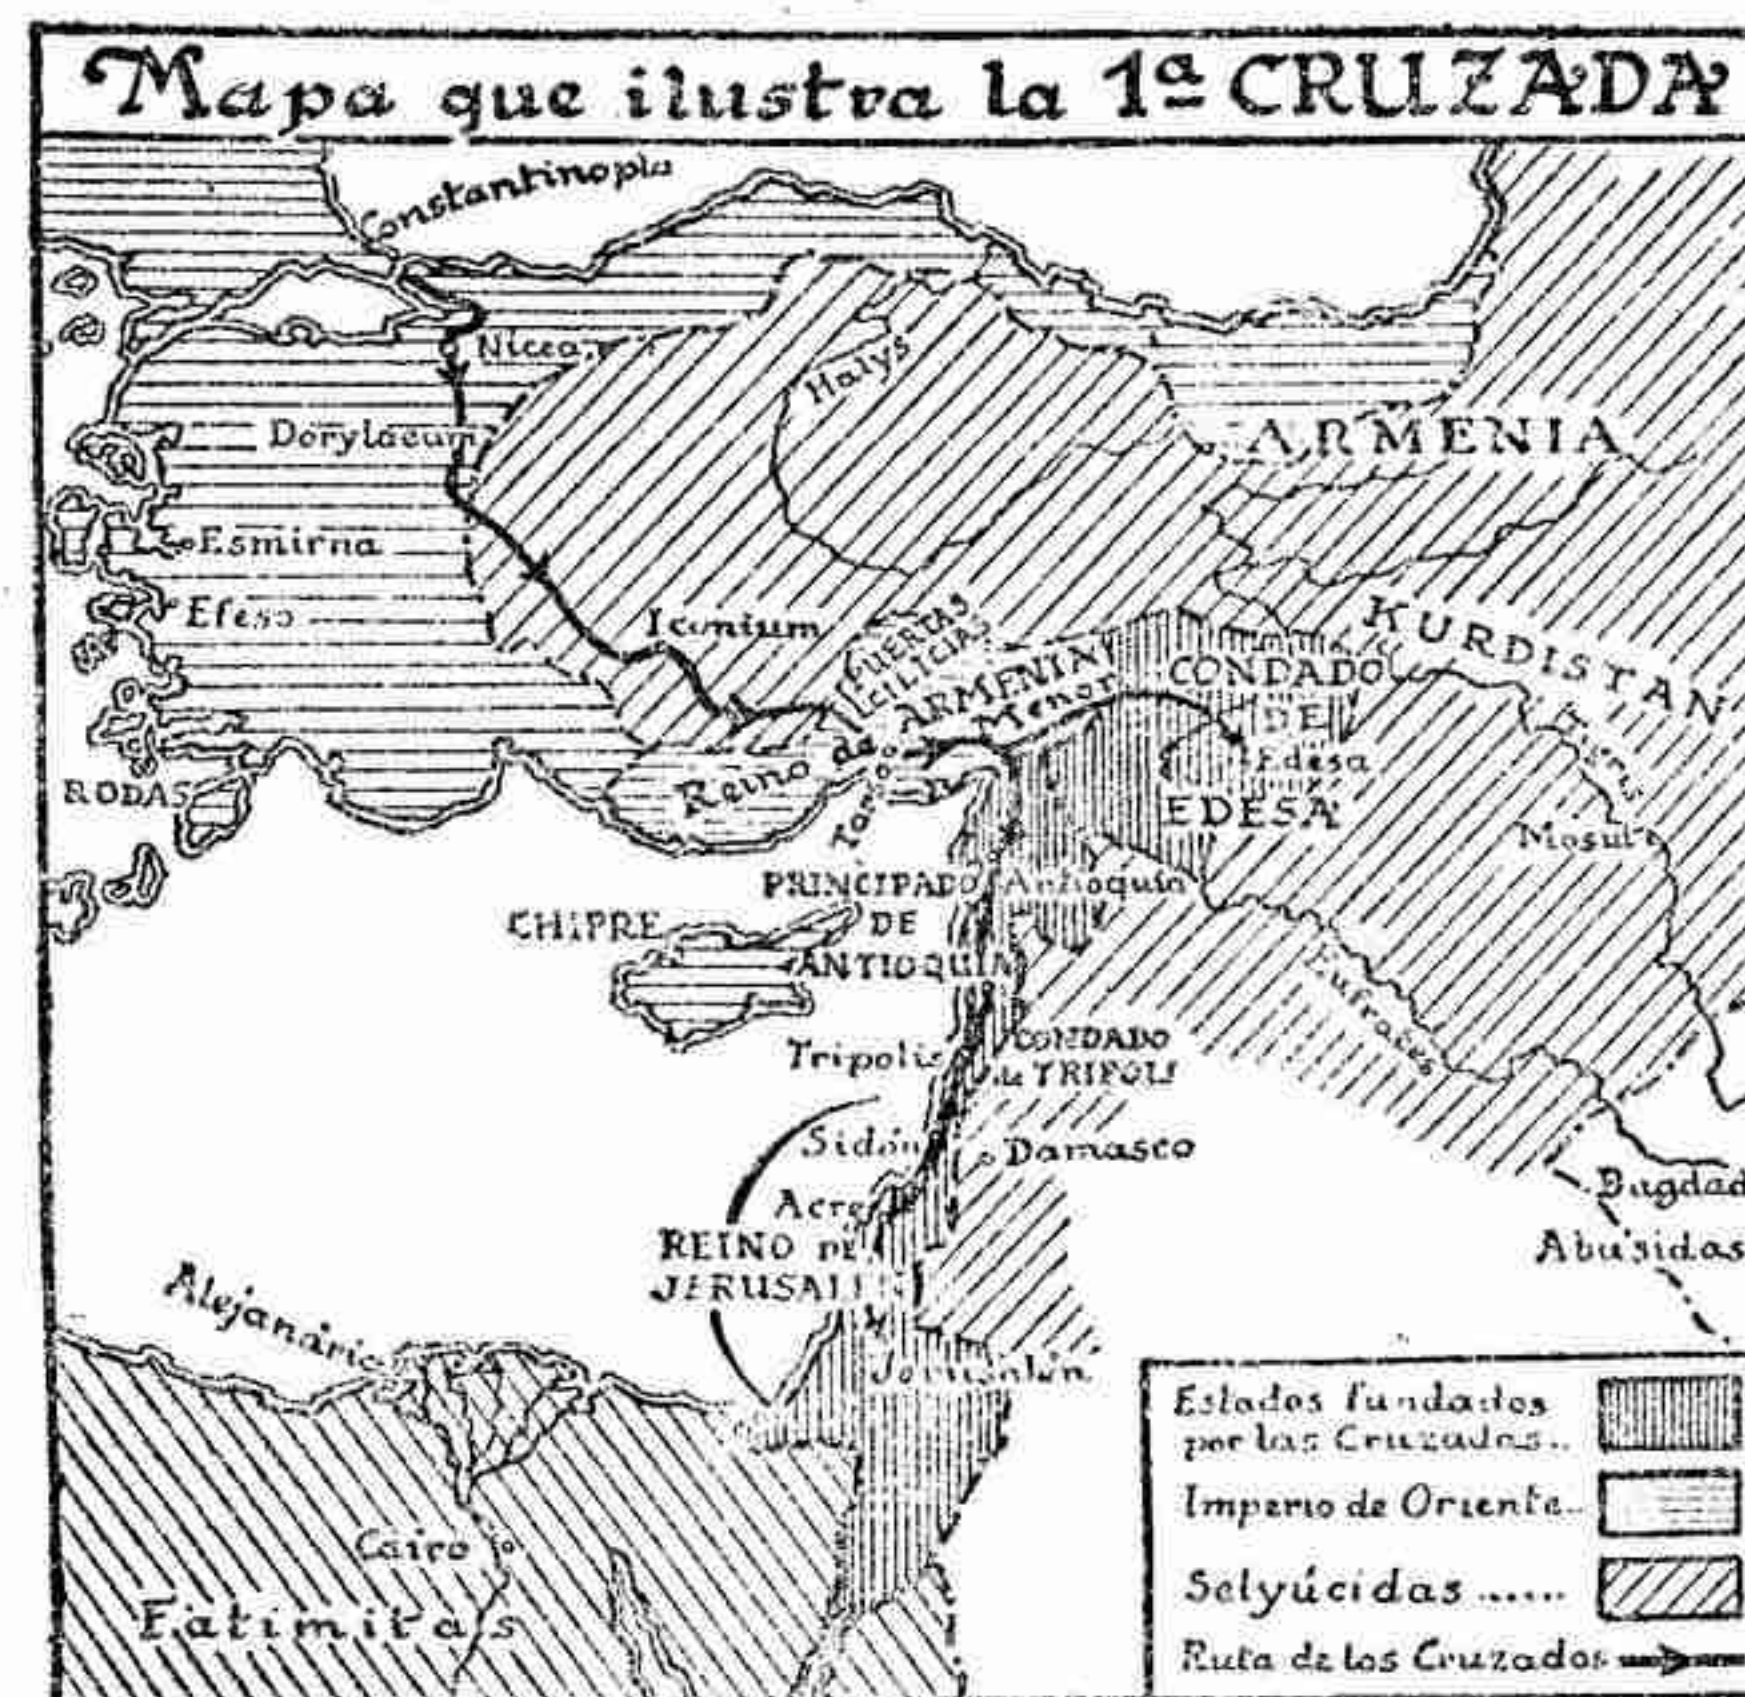 Mapa que ilustra la 1ª CRUZADA
Constantinopla
Nicea
Halys
Dorylaeum
ARMENIA
Esmirna
Efeso
Iconium
PUERTAS
CILICIAS
KURDISTAN
Reino de ARMENIA
Menor
CONDADO
DE
EDESA
Edesa
Tigris
RODAS
Tarso
Mosul
PRINCIPADO
DE
ANTIOQUIA
Antioquia
CHIPRE
Eufrates
Tripolis
CONDADO
de TRIPOLI
Sidón
Damasco
Acre
Bagdad
REINO DE
Abasidas
Alejandria
Jerusalén
Estados fundados
por los Cruzados..
Imperio de Oriente..
Cairo
Selyúcidas ......
Fatimitas
Ruta de los Cruzados